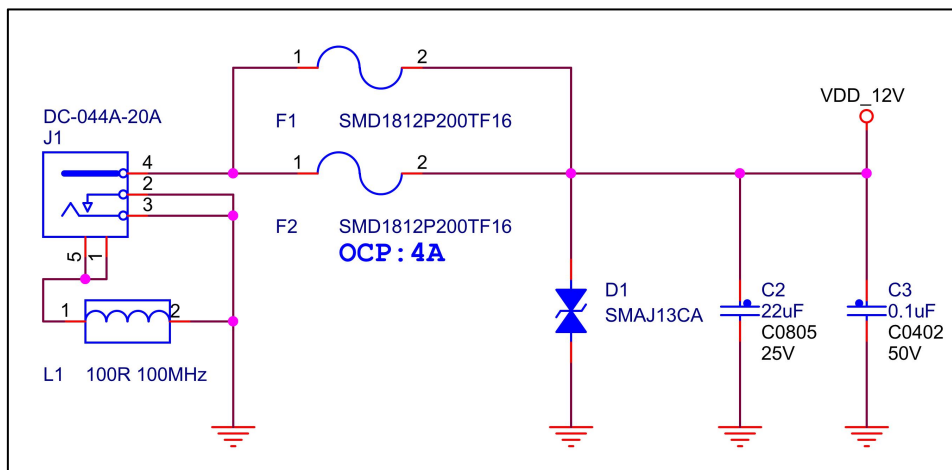 1
2
F1
SMD1812P200TF16
VDD_12V
DC-044A-20A
J1
4
2
3
5
1
1
2
F2
SMD1812P200TF16
OCP:4A
1
2
L1
100R 100MHz
D1
SMAJ13CA
C2
22uF
C0805
25V
C3
0.1uF
C0402
50V